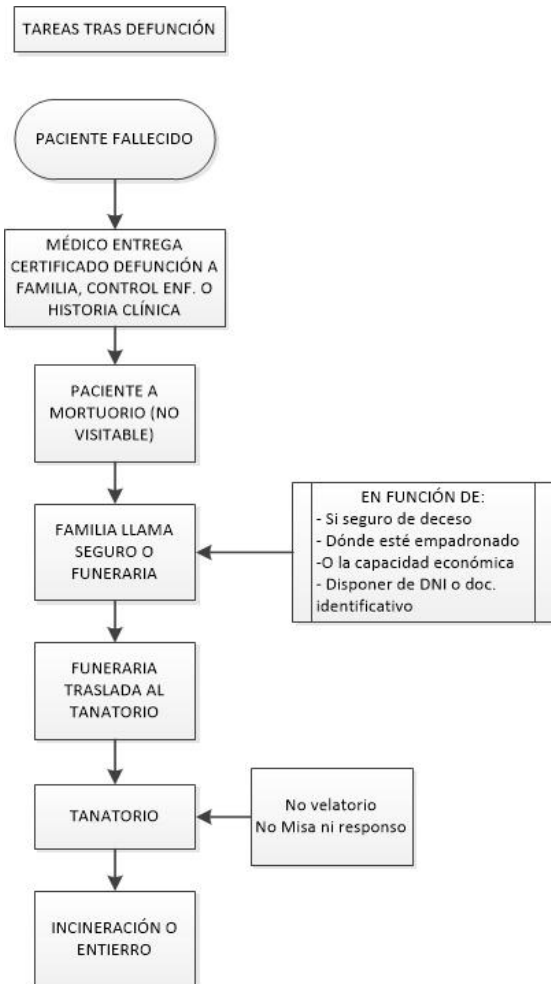 TAREAS TRAS DEFUNCIÓN
PACIENTE FALLECIDO
MÉDICO ENTREGA
CERTIFICADO DEFUNCIÓN A
FAMILIA, CONTROL ENF. O
HISTORIA CLÍNICA
PACIENTE A
MORTUORIO (NO
VISITABLE)
FAMILIA LLAMA
SEGURO O
FUNERARIA
EN FUNCIÓN DE:
- Si seguro de deceso
- Dónde esté empadronado
-O la capacidad económica
- Disponer de DNI o doc.
identificativo
FUNERARIA
TRASLADA AL
TANATORIO
TANATORIO
No velatorio
No Misa ni responso
INCINERACIÓN O
ENTIERRO